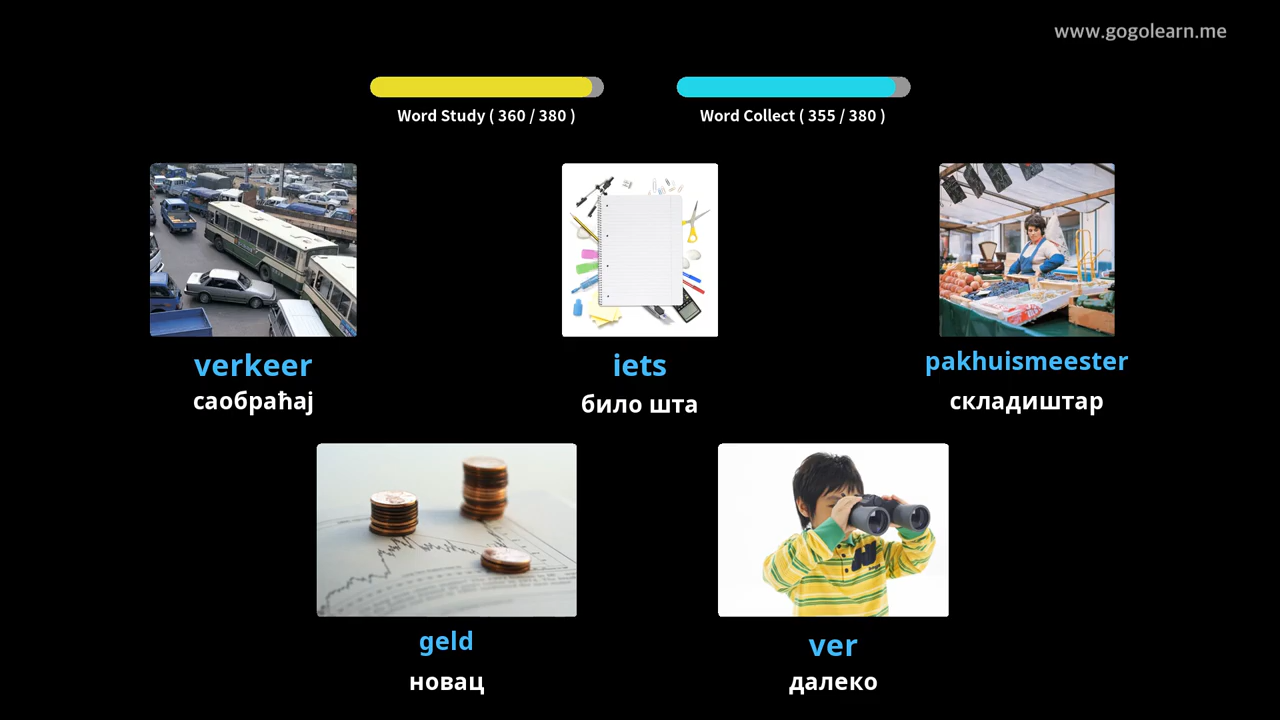 www.gogolearn.me
Word Study ( 360 / 380 )
Word Collect ( 355 / 380 )
verkeer
саобраћај
iets
било шта
pakhuismeester
складиштар
geld
новац
ver
далеко